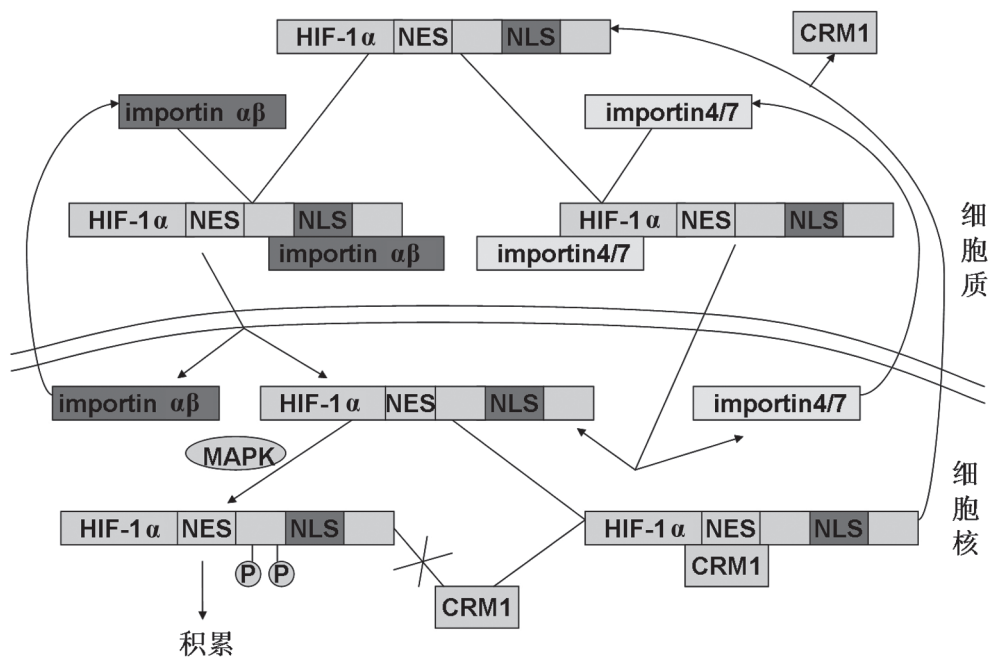 HIF-1α NES NLS
CRM1
importin αβ
importin4/7
HIF-1α NES NLS
importin αβ
HIF-1α NES NLS
importin4/7
细胞质
importin αβ
HIF-1α NES NLS
importin4/7
MAPK
细胞核
HIF-1α NES NLS
P P
积累
CRM1
HIF-1α NES NLS
CRM1